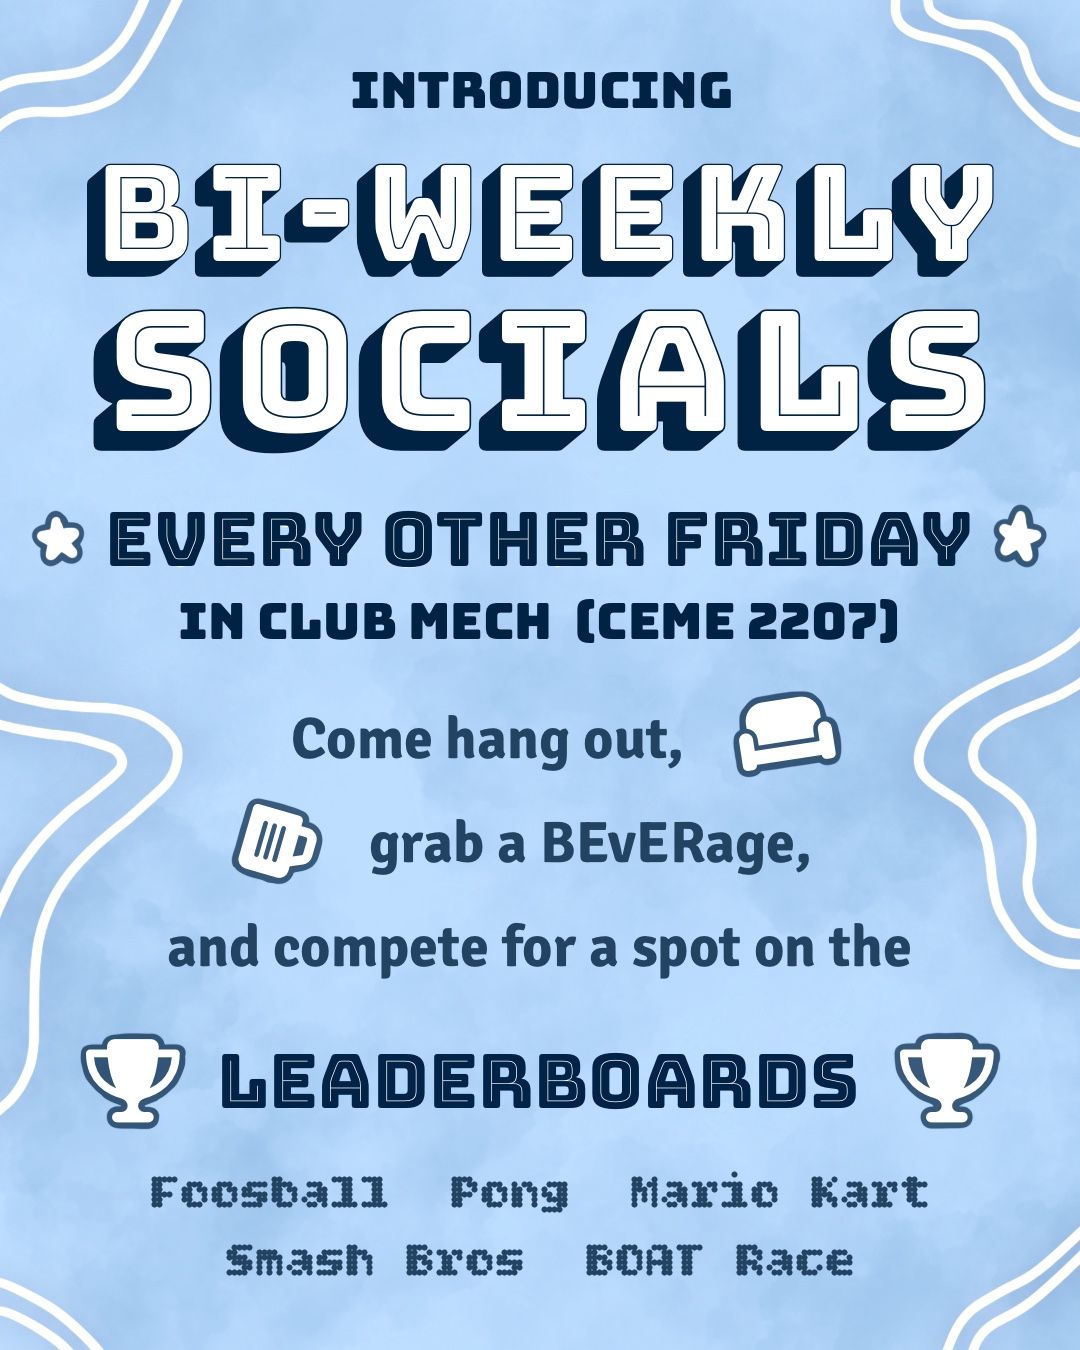 INTRODUCING
BI-WEEKLY
SOCIALS
EVERY OTHER FRIDAY
IN CLUB MECH (CEME 2207)
Come hang out,
grab a BEvERage,
and compete for a spot on the
LEADERBOARDS
Foosball Pong Mario Kart
Smash Bros BOAT Race